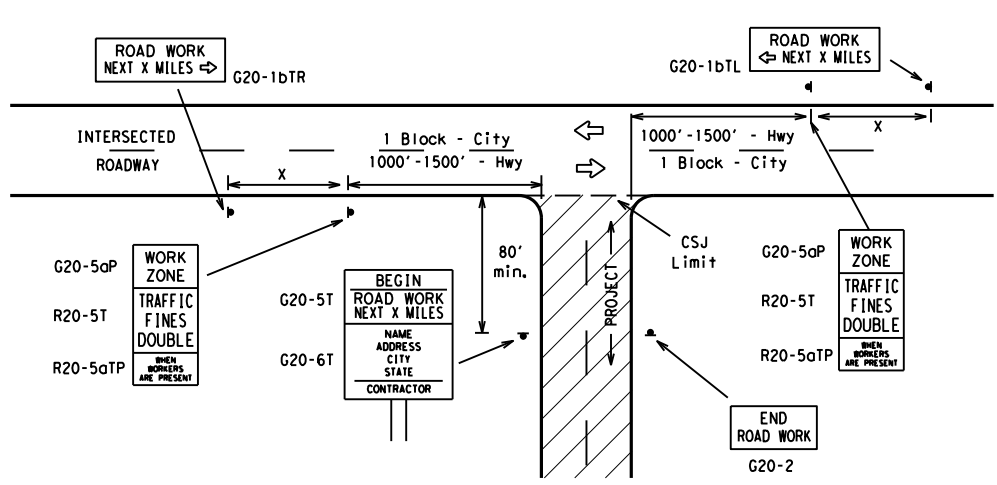 ROAD WORK
NEXT X MILES ⇨
G20-1bTR
ROAD WORK
⇦ NEXT X MILES
G20-1bTL
INTERSECTED
ROADWAY
1 Block - City
1000'-1500' - Hwy
1000'-1500' - Hwy
1 Block - City
X
X
80'
min.
CSJ
Limit
PROJECT
G20-5aP
WORK
ZONE
R20-5T
TRAFFIC
FINES
DOUBLE
R20-5aTP
WHEN
WORKERS
ARE PRESENT
G20-5T
BEGIN
ROAD WORK
NEXT X MILES
G20-6T
NAME
ADDRESS
CITY
STATE
CONTRACTOR
G20-5aP
WORK
ZONE
R20-5T
TRAFFIC
FINES
DOUBLE
R20-5aTP
WHEN
WORKERS
ARE PRESENT
END
ROAD WORK
G20-2